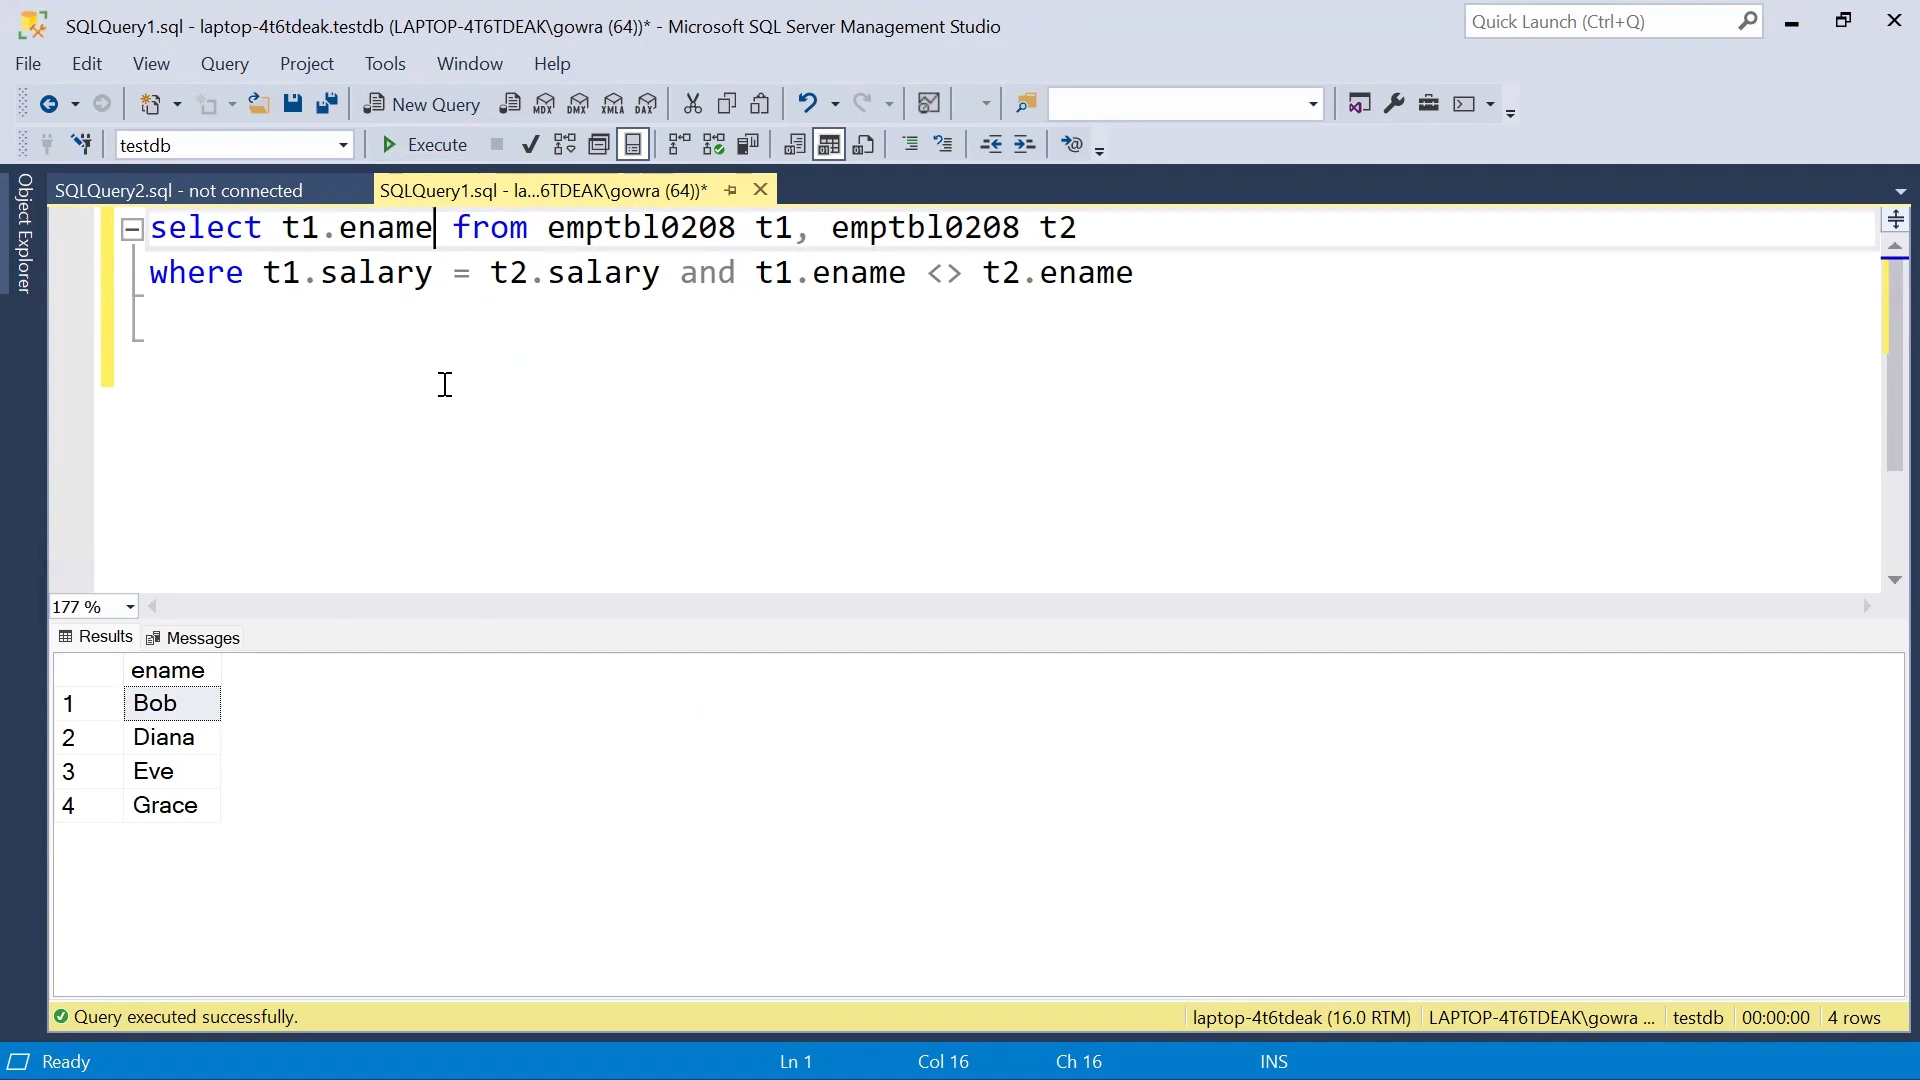 SQLQuery1.sql - laptop-4t6tdeak.testdb (LAPTOP-4T6TDEAK\gowra (64))* - Microsoft SQL Server Management Studio
Quick Launch (Ctrl+Q)
File Edit View Query Project Tools Window Help
New Query MDX DMX XMLA DAX
testdb Execute
Object Explorer
SQLQuery2.sql - not connected
SQLQuery1.sql - la...6TDEAK\gowra (64))*
select t1.ename from emptbl0208 t1, emptbl0208 t2
where t1.salary = t2.salary and t1.ename <> t2.ename
177 %
Results Messages
ename
1 Bob
2 Diana
3 Eve
4 Grace
Query executed successfully.
laptop-4t6tdeak (16.0 RTM) LAPTOP-4T6TDEAK\gowra ... testdb 00:00:00 4 rows
Ready Ln 1 Col 16 Ch 16 INS